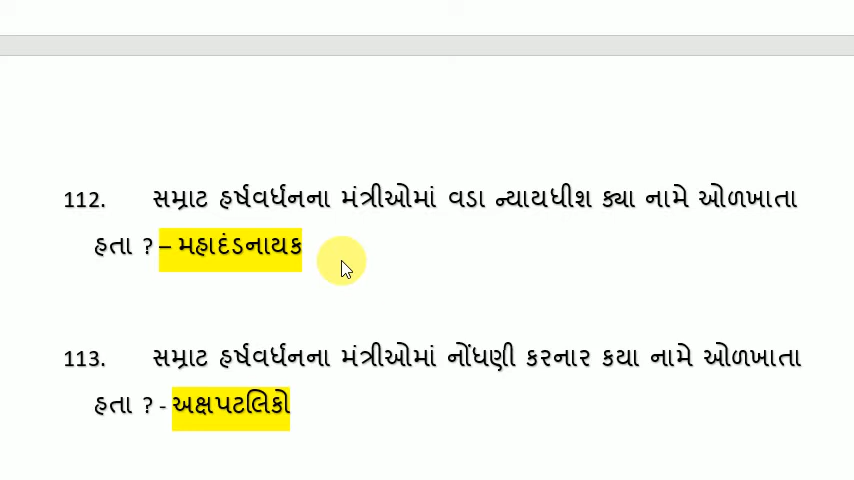 112. સમ્રાટ હર્ષવર્ધનના મંત્રીઓમાં વડા ન્યાયધીશ ક્યા નામે ઓળખાતા
હતા ? – મહાદંડનાયક
113. સમ્રાટ હર્ષવર્ધનના મંત્રીઓમાં નોંધણી કરનાર કયા નામે ઓળખાતા
હતા ? - અક્ષપટલિકો